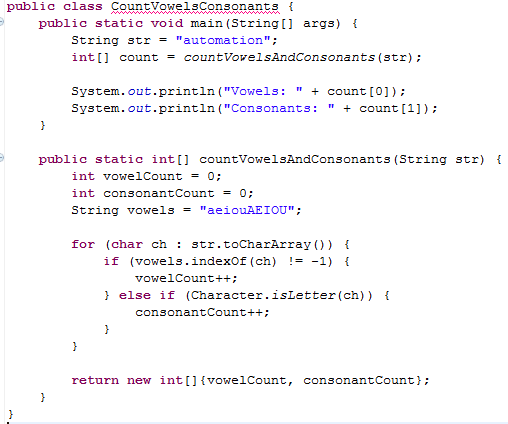 public class CountVowelsConsonants {
    public static void main(String[] args) {
        String str = "automation";
        int[] count = countVowelsAndConsonants(str);

        System.out.println("Vowels: " + count[0]);
        System.out.println("Consonants: " + count[1]);
    }

    public static int[] countVowelsAndConsonants(String str) {
        int vowelCount = 0;
        int consonantCount = 0;
        String vowels = "aeiouAEIOU";

        for (char ch : str.toCharArray()) {
            if (vowels.indexOf(ch) != -1) {
                vowelCount++;
            } else if (Character.isLetter(ch)) {
                consonantCount++;
            }
        }

        return new int[]{vowelCount, consonantCount};
    }
}